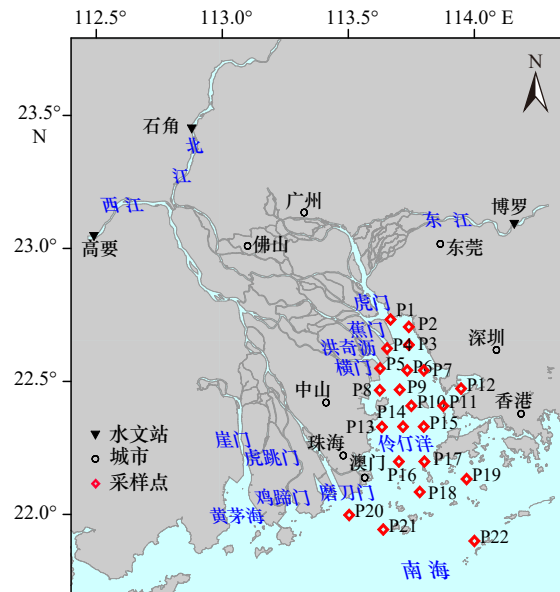 112.5° 113.0° 113.5° 114.0° E
N
23.5°
N
石角
北
江
广州
博罗
西 江
东 江
高要
23.0°
佛山
东莞
虎门
P1
P2
蕉门
深圳
洪奇沥
P4
P3
横门
P5
P6
P7
22.5°
P8
P9
P12
中山
P10
P11
香港
P13
P14
P15
崖门
珠海
伶仃洋
虎跳门
澳门
P16
P17
鸡蹄门
磨刀门
P18
P19
22.0°
黄茅海
P20
P21
P22
南 海
水文站
城市
采样点